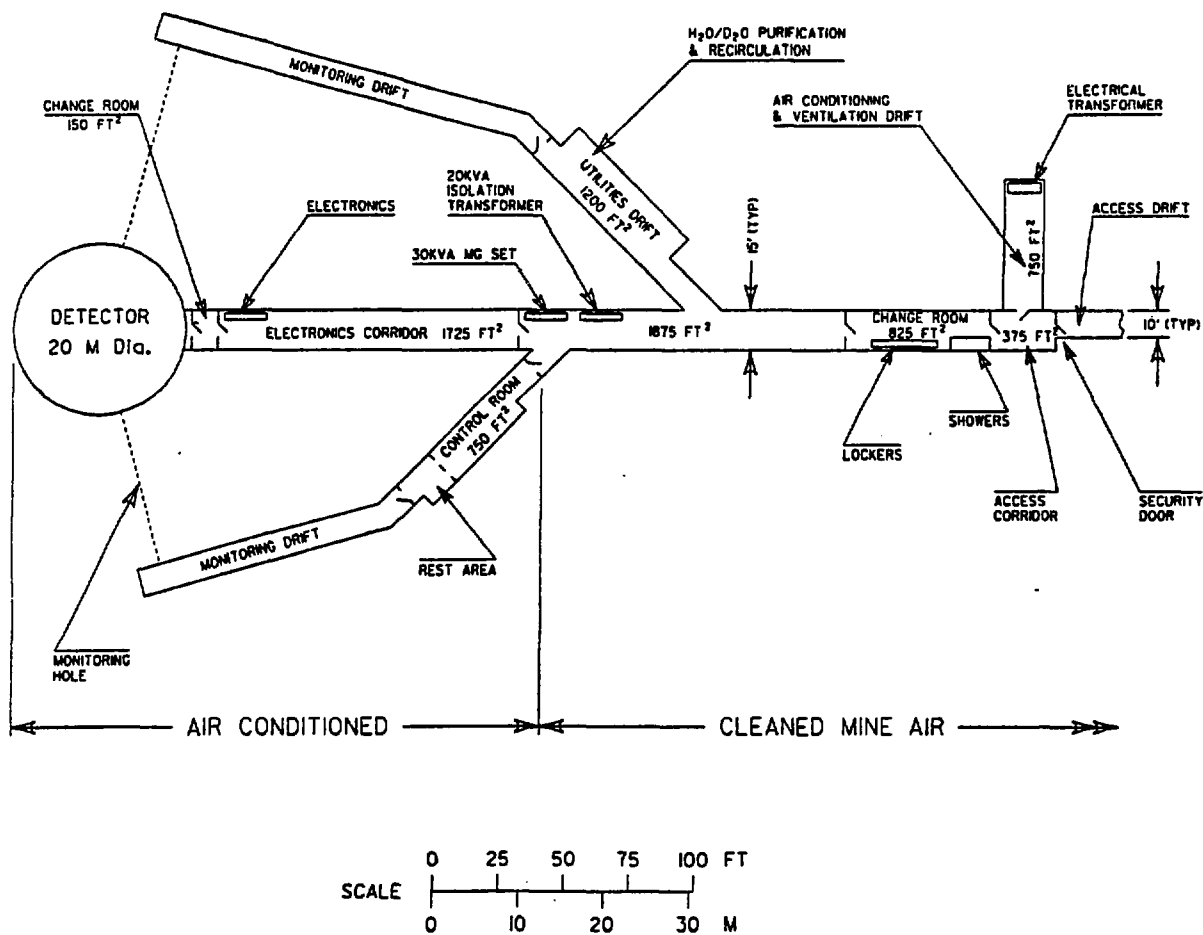 H₂O/D₂O PURIFICATION
& RECIRCULATION
MONITORING DRIFT
CHANGE ROOM
150 FT²
AIR CONDITIONING
& VENTILATION DRIFT
ELECTRICAL
TRANSFORMER
20KVA
ISOLATION
TRANSFORMER
ELECTRONICS
UTILITIES DRIFT
1200 FT²
15' (TYP)
750 FT²
ACCESS DRIFT
30KVA MG SET
DETECTOR
20 M Dia.
ELECTRONICS CORRIDOR 1725 FT²
1875 FT²
CHANGE ROOM
825 FT²
375 FT²
10' (TYP)
CONTROL ROOM
750 FT²
SHOWERS
LOCKERS
ACCESS
CORRIDOR
SECURITY
DOOR
MONITORING DRIFT
REST AREA
MONITORING
HOLE
AIR CONDITIONED
CLEANED MINE AIR
0 25 50 75 100 FT
SCALE
0 10 20 30 M